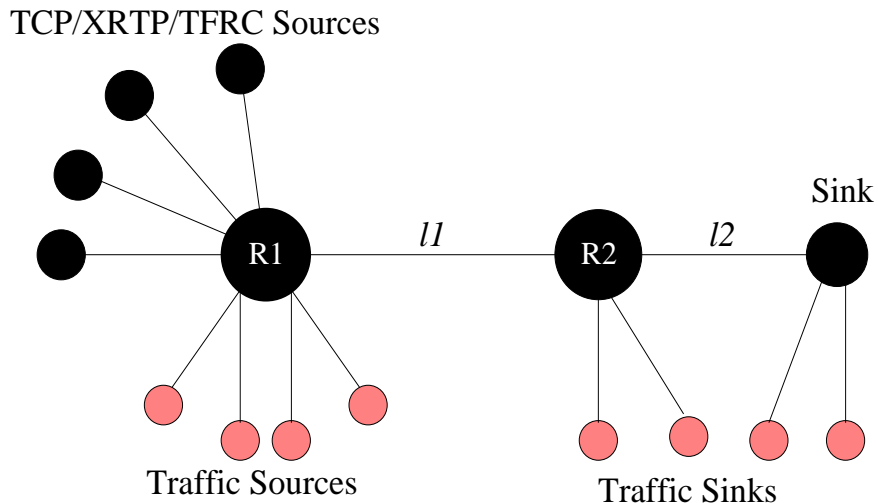 TCP/XRTP/TFRC Sources
Sink
R1
l1
R2
l2
Traffic Sources
Traffic Sinks